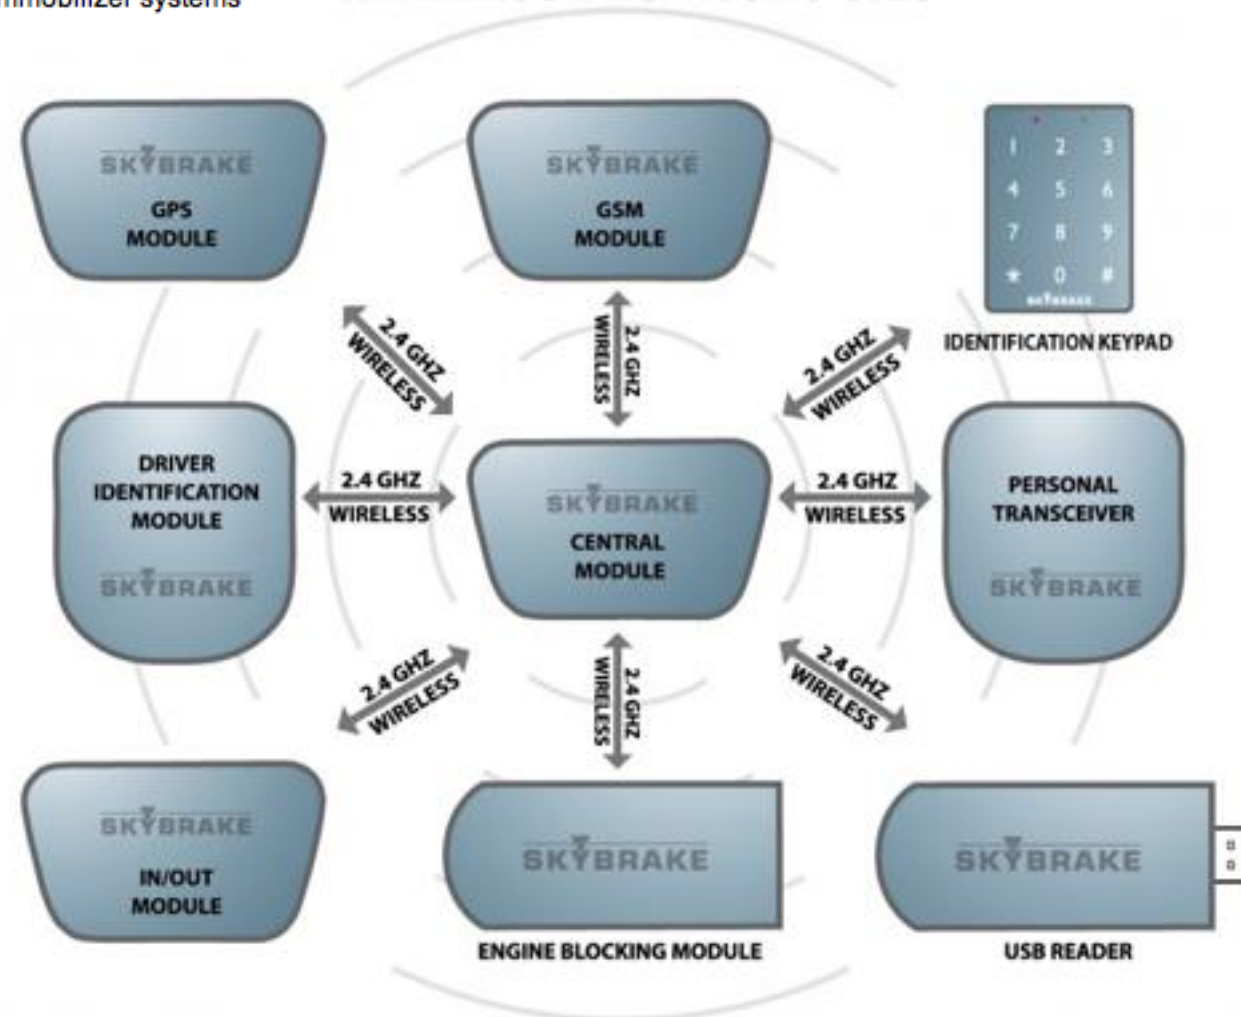 systems
SKYBRAKE
GPS
MODULE
SKYBRAKE
GSM
MODULE
1 2 3
4 5 6
7 8 9
* 0 #
SKYBRAKE
IDENTIFICATION KEYPAD
2.4 GHZ
WIRELESS
2.4 GHZ
WIRELESS
2.4 GHZ
WIRELESS
DRIVER
IDENTIFICATION
MODULE
SKYBRAKE
2.4 GHZ
WIRELESS
SKYBRAKE
CENTRAL
MODULE
2.4 GHZ
WIRELESS
PERSONAL
TRANSCEIVER
SKYBRAKE
2.4 GHZ
WIRELESS
2.4 GHZ
WIRELESS
2.4 GHZ
WIRELESS
SKYBRAKE
IN/OUT
MODULE
SKYBRAKE
ENGINE BLOCKING MODULE
SKYBRAKE
USB READER